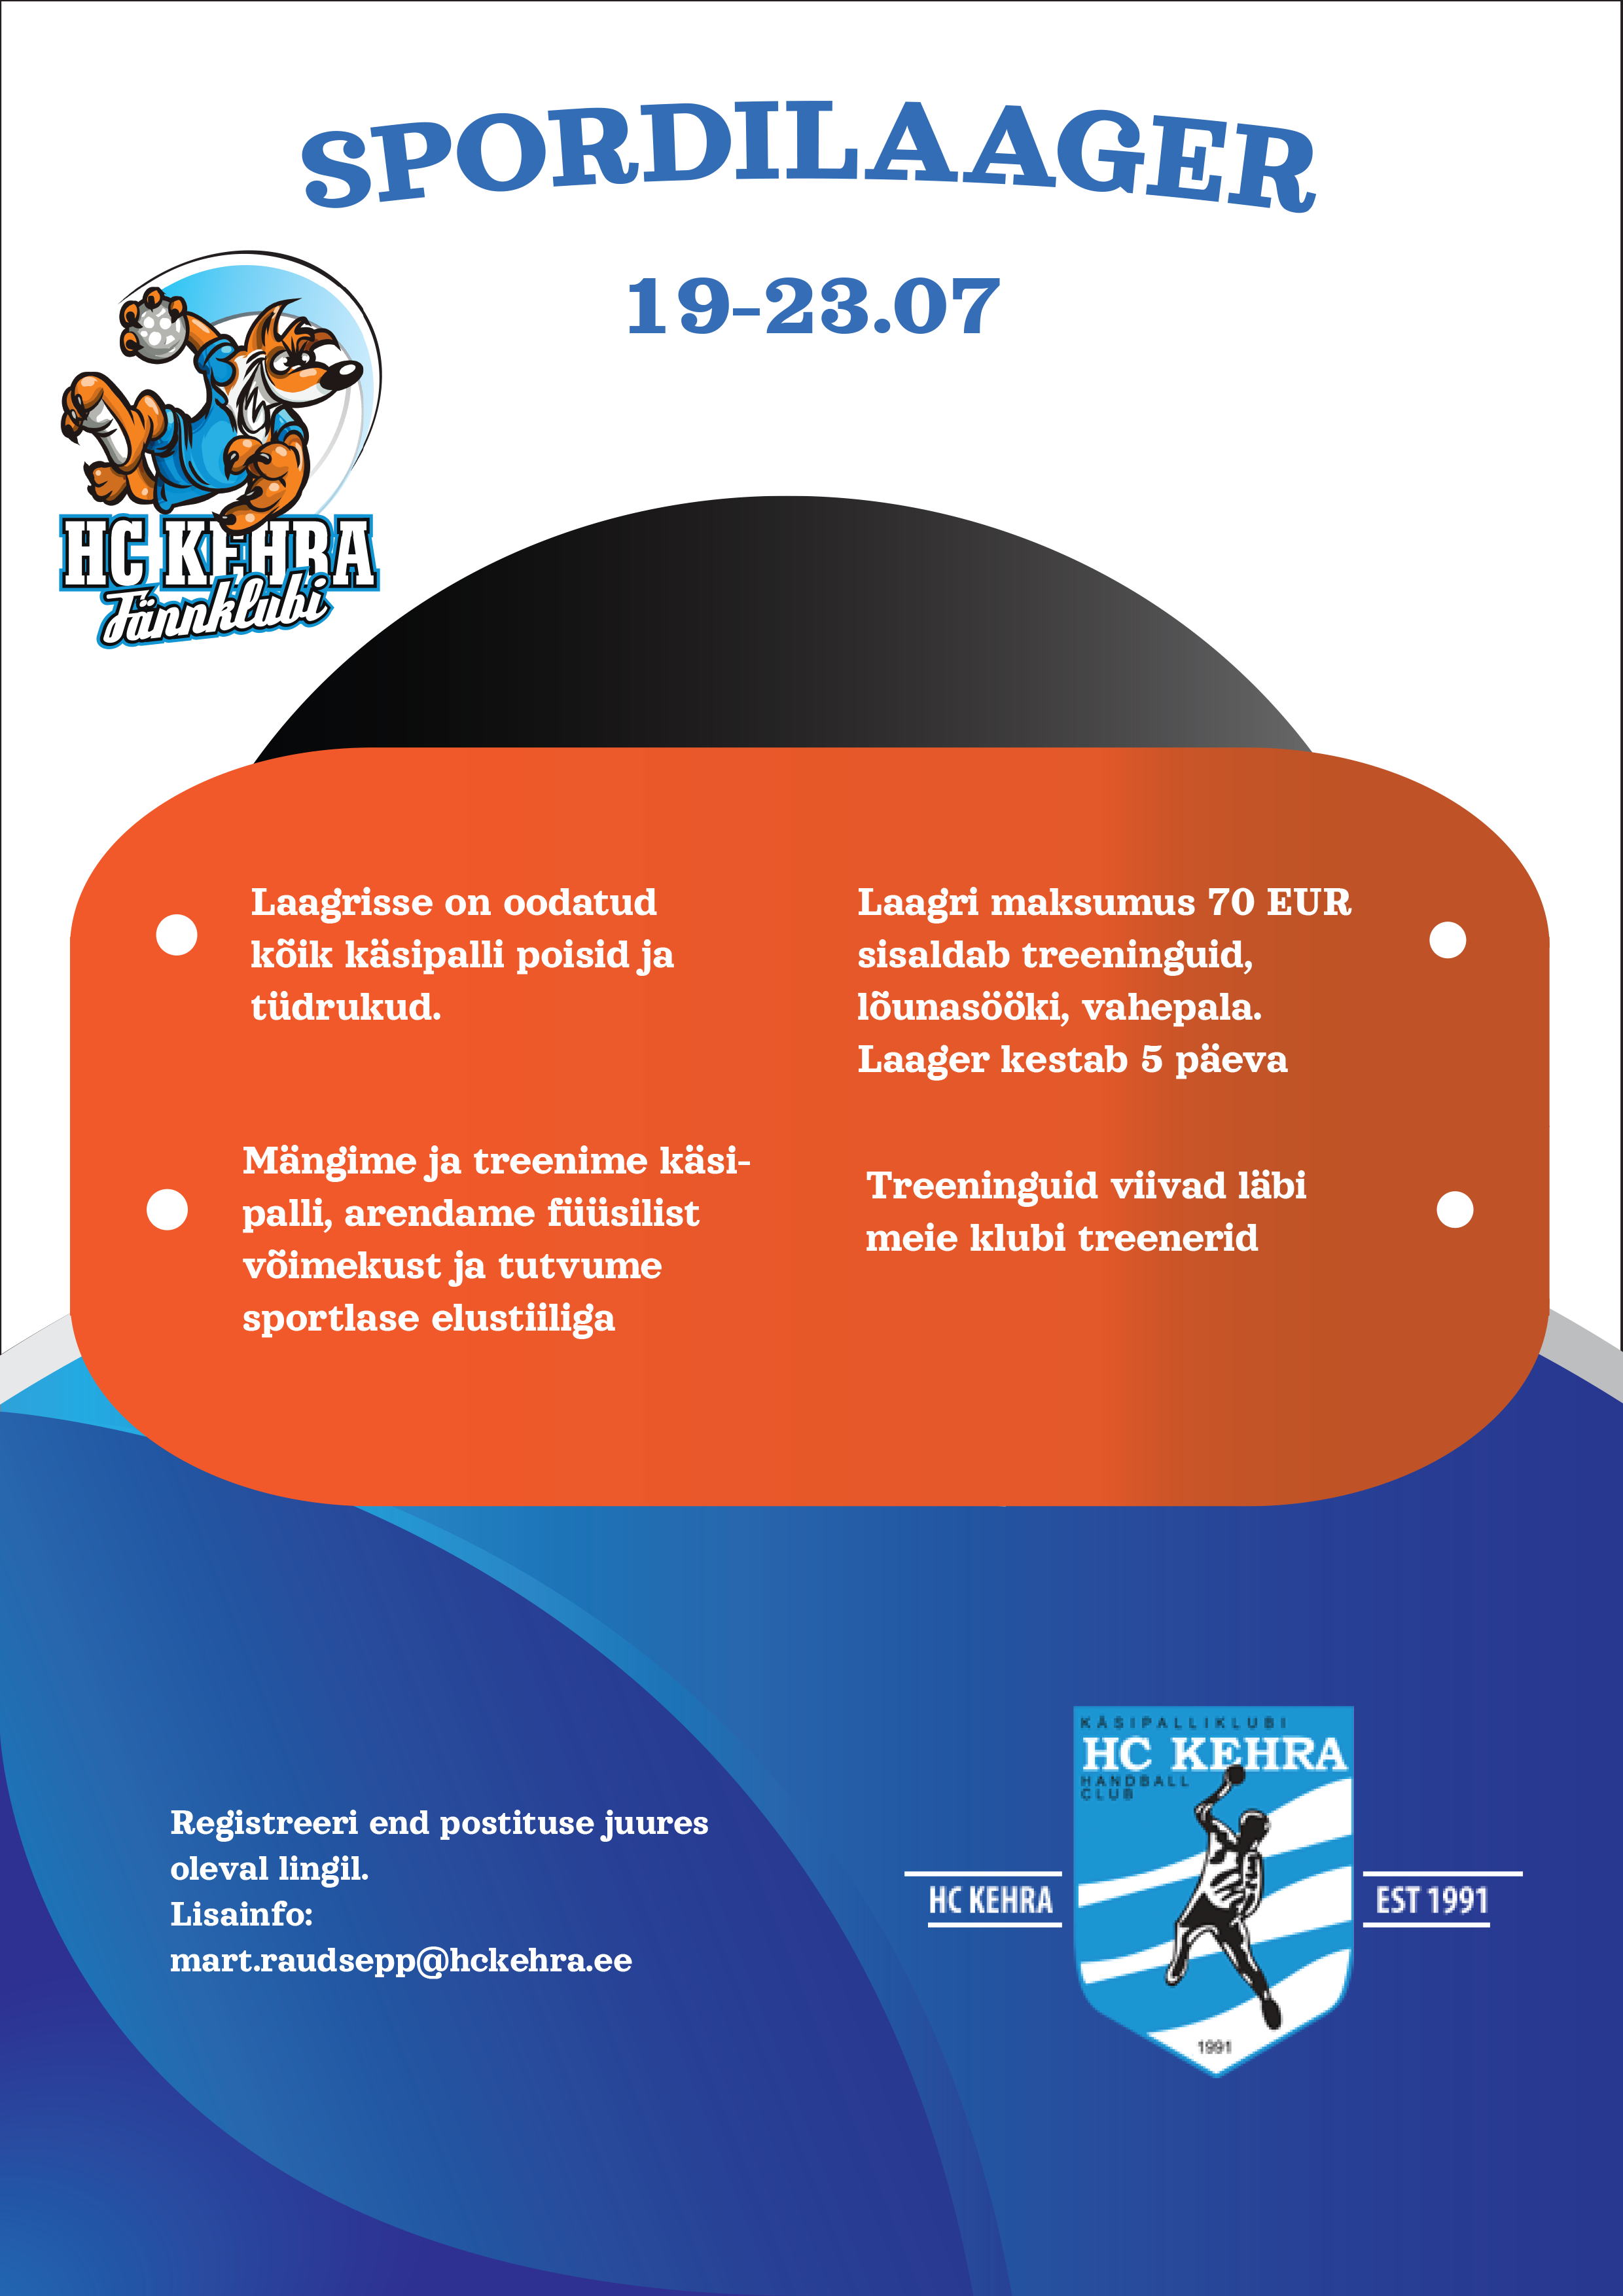 SPORDILAAGER
19-23.07
HC KEHRA
Fännklubi
Laagrisse on oodatud
kõik käsipalli poisid ja
tüdrukud.
Laagri maksumus 70 EUR
sisaldab treeninguid,
lõunasööki, vahepala.
Laager kestab 5 päeva
Mängime ja treenime käsi-
palli, arendame füüsilist
võimekust ja tutvume
sportlase elustiiliga
Treeninguid viivad läbi
meie klubi treenerid
Registreeri end postituse juures
oleval lingil.
Lisainfo:
mart.raudsepp@hckehra.ee
KÄSIPALLIKLUBI
HC KEHRA
HANDBALL
CLUB
HC KEHRA
EST 1991
1991